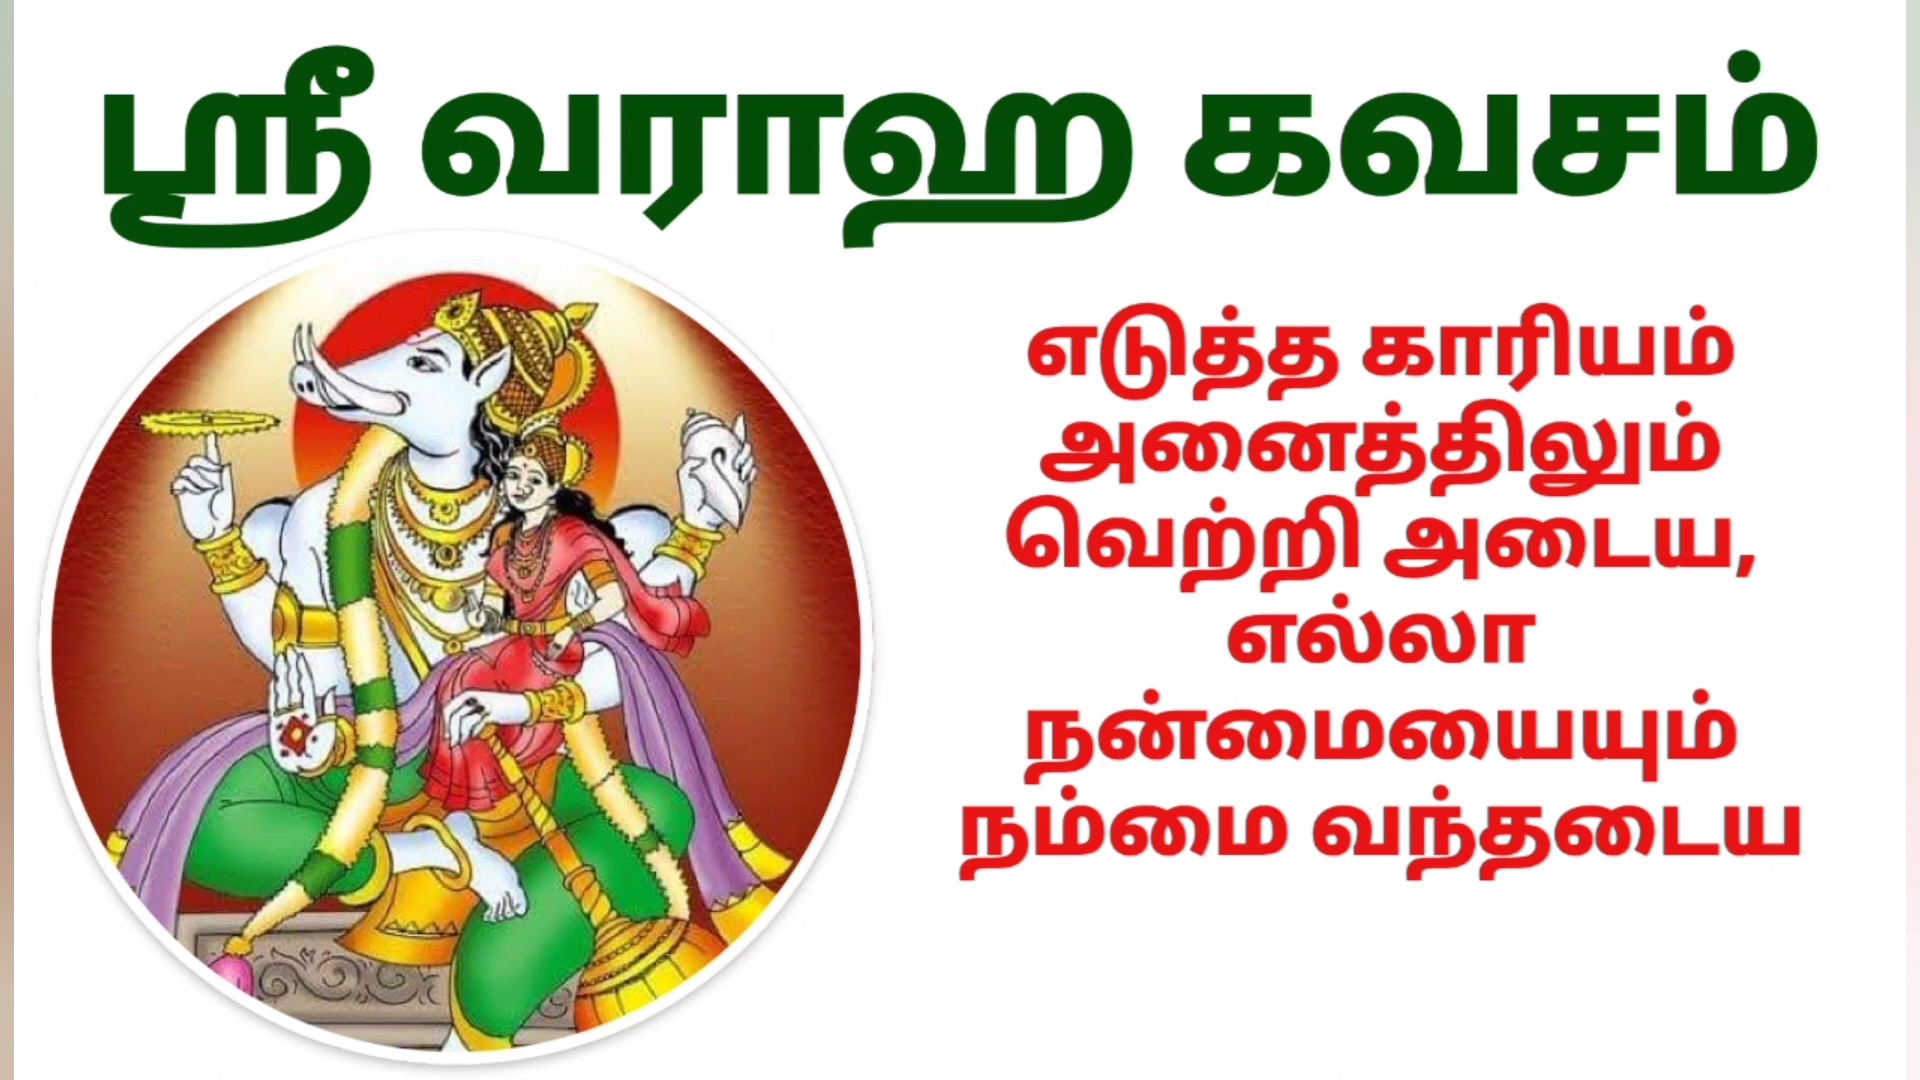 ஸ்ரீ வராஹ கவசம்
எடுத்த காரியம்
அனைத்திலும்
வெற்றி அடைய,
எல்லா
நன்மையையும்
நம்மை வந்தடைய